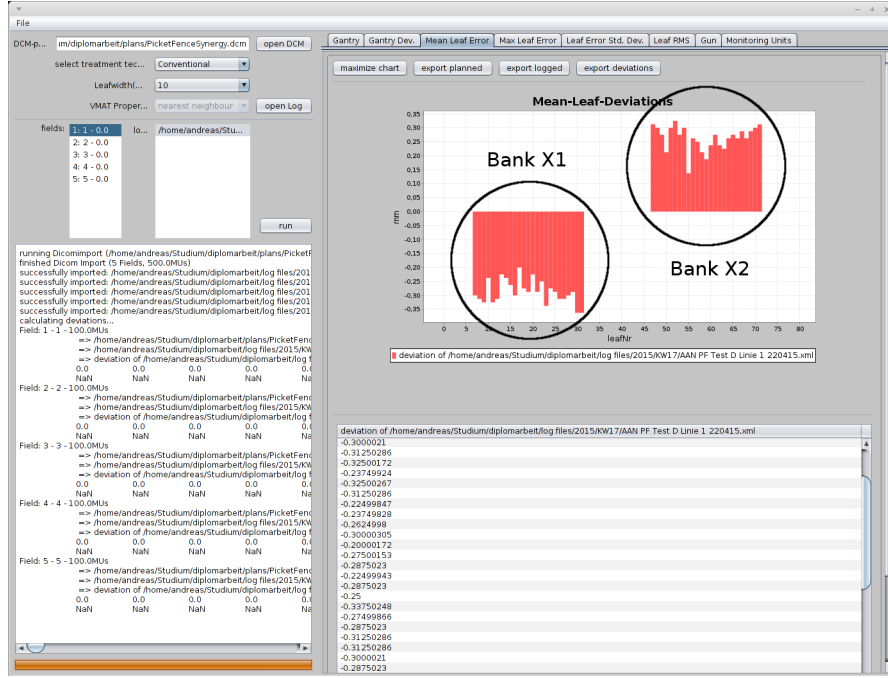 File
DCM-p... ım/diplomarbeit/plans/PicketFenceSynergy.dcm open DCM
select treatment tec... Conventional
Leafwidth(... 10
VMAT Proper... nearest neighbour open Log
fields: 1: 1 - 0.0 lo... /home/andreas/Stu...
2: 2 - 0.0
3: 3 - 0.0
4: 4 - 0.0
5: 5 - 0.0
run
running Dicomimport (/home/andreas/Studium/diplomarbeit/plans/PicketF
finished Dicom Import (5 Fields, 500.0MUs)
successfully imported: /home/andreas/Studium/diplomarbeit/log files/201
successfully imported: /home/andreas/Studium/diplomarbeit/log files/201
successfully imported: /home/andreas/Studium/diplomarbeit/log files/201
successfully imported: /home/andreas/Studium/diplomarbeit/log files/201
successfully imported: /home/andreas/Studium/diplomarbeit/log files/201
calculating deviations...
Field: 1 - 1 - 100.0MUs
=> /home/andreas/Studium/diplomarbeit/plans/PicketFenc
=> /home/andreas/Studium/diplomarbeit/log files/2015/KW
=> deviation of /home/andreas/Studium/diplomarbeit/log f
0.0 0.0 0.0 0.0 0.
NaN NaN NaN NaN Na
Field: 2 - 2 - 100.0MUs
=> /home/andreas/Studium/diplomarbeit/plans/PicketFenc
=> /home/andreas/Studium/diplomarbeit/log files/2015/KW
=> deviation of /home/andreas/Studium/diplomarbeit/log f
0.0 0.0 0.0 0.0 0.
NaN NaN NaN NaN Na
Field: 3 - 3 - 100.0MUs
=> /home/andreas/Studium/diplomarbeit/plans/PicketFenc
=> /home/andreas/Studium/diplomarbeit/log files/2015/KW
=> deviation of /home/andreas/Studium/diplomarbeit/log f
0.0 0.0 0.0 0.0 0.
NaN NaN NaN NaN Na
Field: 4 - 4 - 100.0MUs
=> /home/andreas/Studium/diplomarbeit/plans/PicketFenc
=> /home/andreas/Studium/diplomarbeit/log files/2015/KW
=> deviation of /home/andreas/Studium/diplomarbeit/log f
0.0 0.0 0.0 0.0 0.
NaN NaN NaN NaN Na
Field: 5 - 5 - 100.0MUs
=> /home/andreas/Studium/diplomarbeit/plans/PicketFenc
=> /home/andreas/Studium/diplomarbeit/log files/2015/KW
=> deviation of /home/andreas/Studium/diplomarbeit/log f
0.0 0.0 0.0 0.0 0.
NaN NaN NaN NaN Na
Gantry Gantry Dev. Mean Leaf Error Max Leaf Error Leaf Error Std. Dev. Leaf RMS Gun Monitoring Units
maximize chart export planned export logged export deviations
Mean-Leaf-Deviations
0,35
0,30
0,25
0,20
0,15
0,10
0,05
0,00
-0,05
-0,10
-0,15
-0,20
-0,25
-0,30
-0,35
mm
Bank X1
Bank X2
0 5 10 15 20 25 30 35 40 45 50 55 60 65 70 75 80
leafNr
deviation of /home/andreas/Studium/diplomarbeit/log files/2015/KW17/AAN PF Test D Linie 1 220415.xml
deviation of /home/andreas/Studium/diplomarbeit/log files/2015/KW17/AAN PF Test D Linie 1 220415.xml
-0.3000021
-0.31250286
-0.32500172
-0.23749924
-0.32500267
-0.31250286
-0.22499847
-0.23749828
-0.2624998
-0.30000305
-0.20000172
-0.27500153
-0.2875023
-0.22499943
-0.2875023
-0.25
-0.33750248
-0.27499866
-0.2875023
-0.31250286
-0.31250286
-0.3000021
-0.2875023